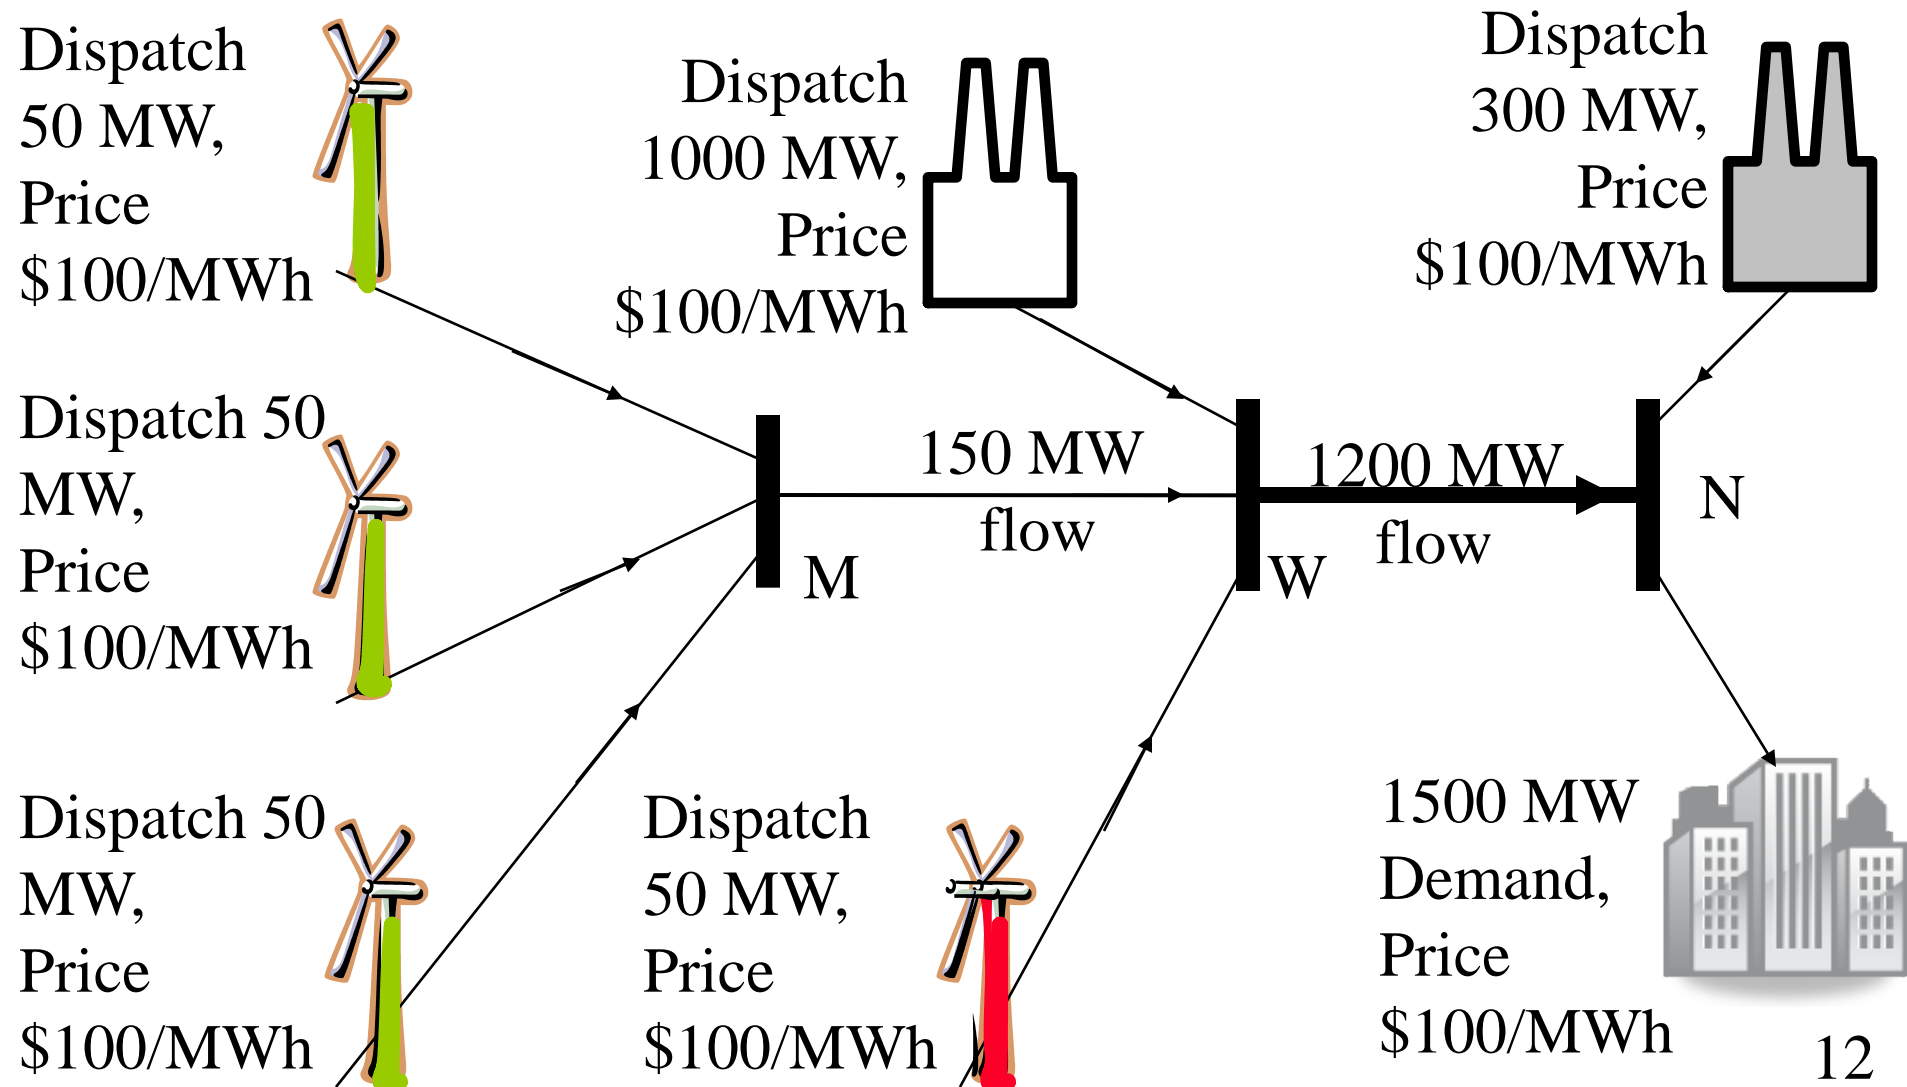 Dispatch
50 MW,
Price
$100/MWh
Dispatch
1000 MW,
Price
$100/MWh
Dispatch
300 MW,
Price
$100/MWh
Dispatch 50
MW,
Price
$100/MWh
150 MW
flow
M
1200 MW
flow
W
N
Dispatch 50
MW,
Price
$100/MWh
Dispatch
50 MW,
Price
$100/MWh
1500 MW
Demand,
Price
$100/MWh
12